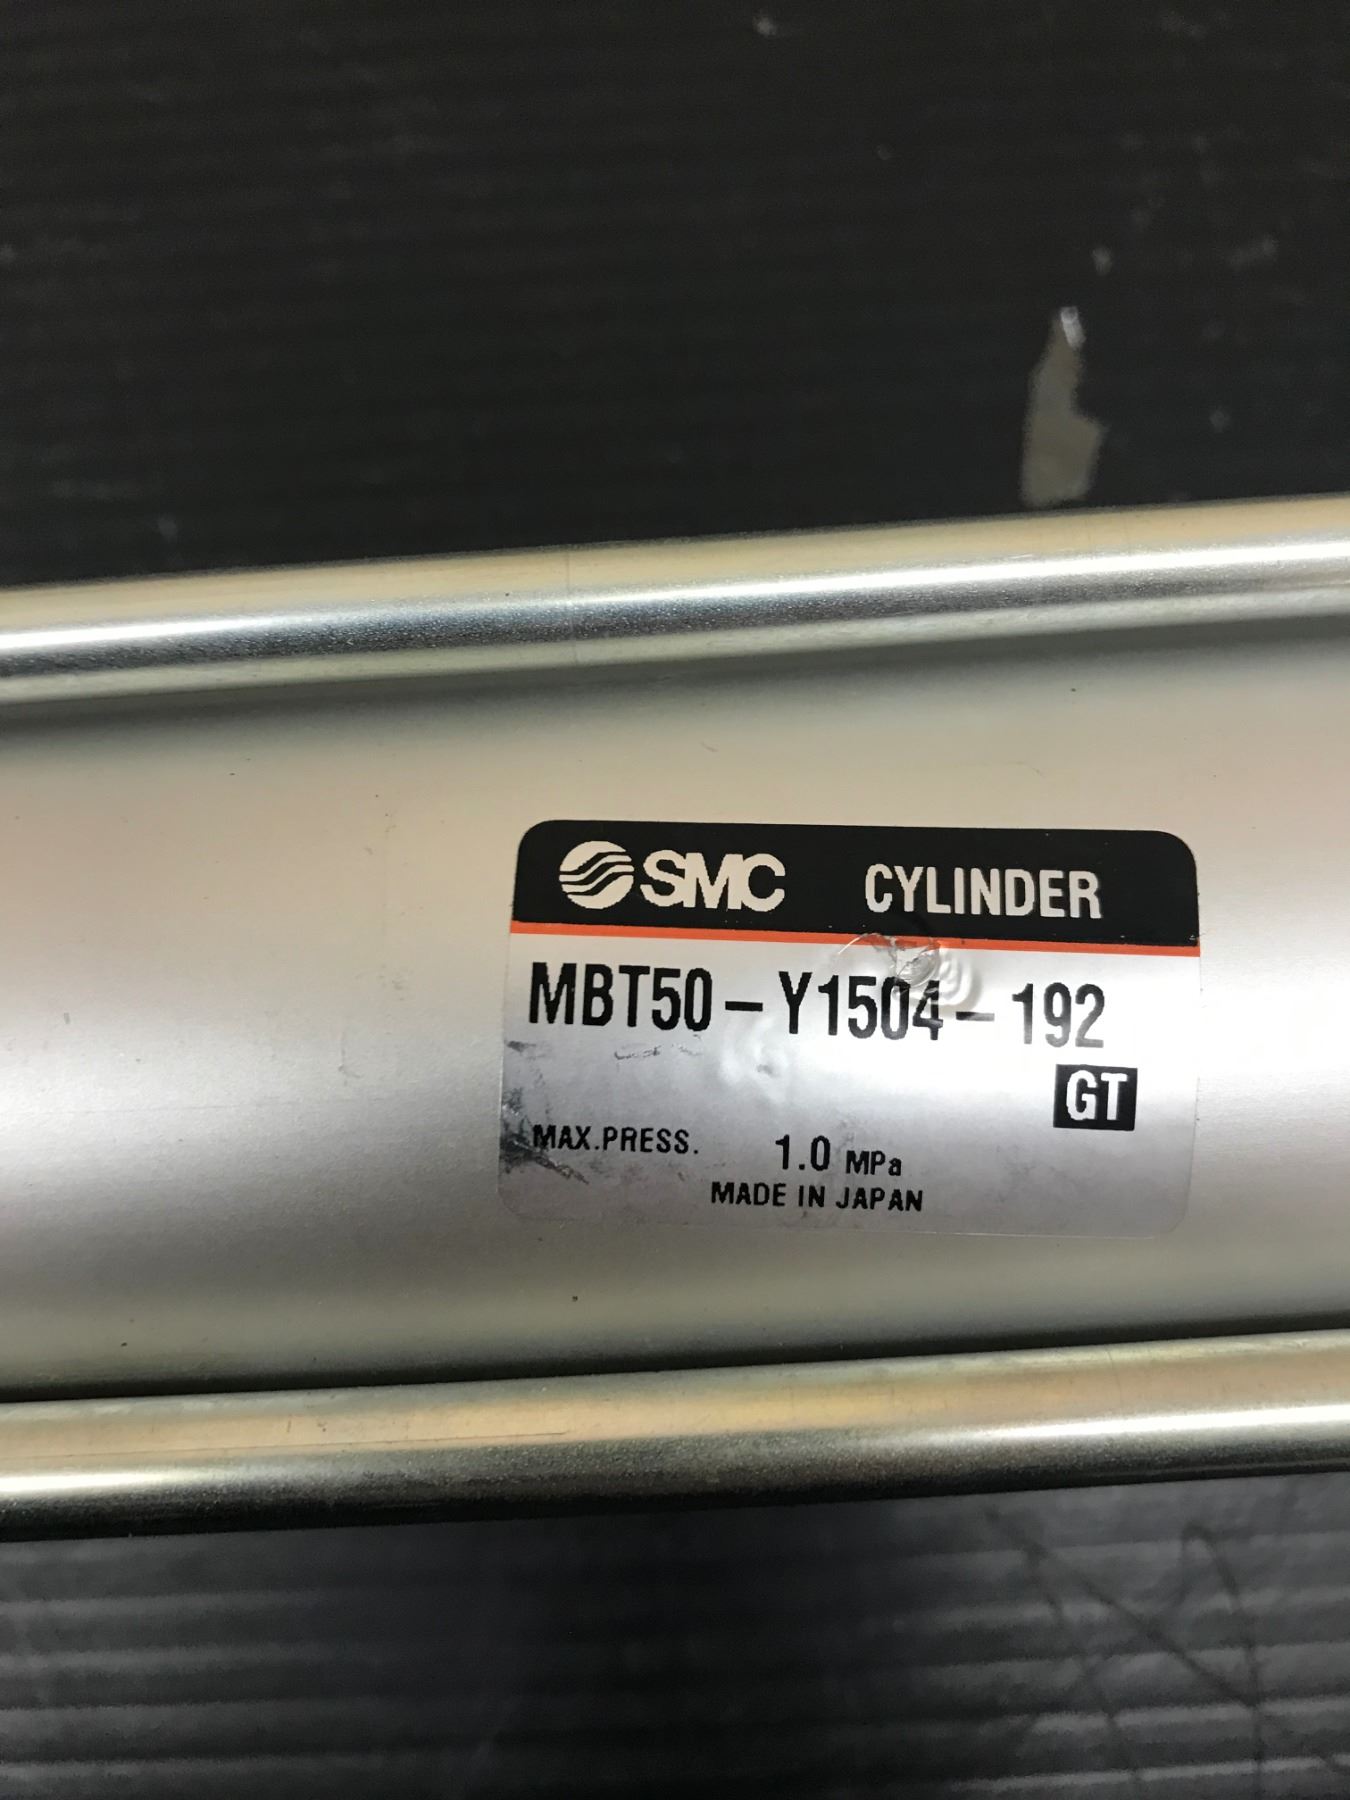 SMC CYLINDER
MBT50-Y1504-192
GT
MAX.PRESS. 1.0 MPa
MADE IN JAPAN